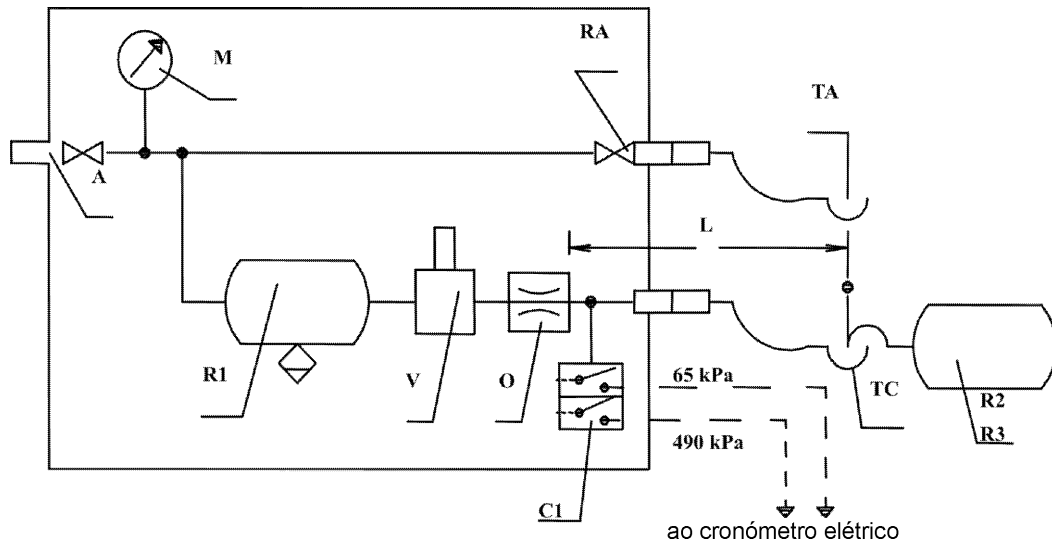 M
RA
TA
A
L
R1
V
O
65 kPa
TC
R2
R3
490 kPa
C1
ao cronómetro elétrico